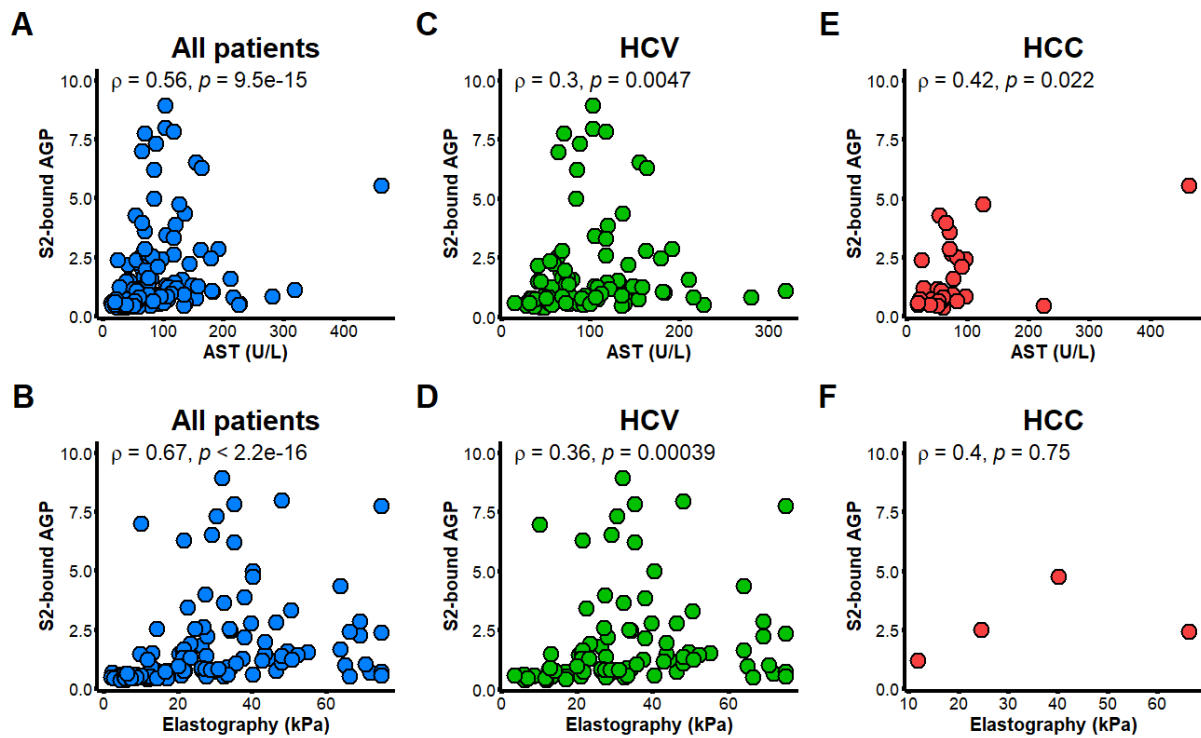 A
All patients
ρ = 0.56, p = 9.5e-15
S2-bound AGP
10.0
7.5
5.0
2.5
0.0
0 100 200 300 400
AST (U/L)
C
HCV
ρ = 0.3, p = 0.0047
S2-bound AGP
10.0
7.5
5.0
2.5
0.0
0 100 200 300
AST (U/L)
E
HCC
ρ = 0.42, p = 0.022
S2-bound AGP
10.0
7.5
5.0
2.5
0.0
0 100 200 300 400
AST (U/L)
B
All patients
ρ = 0.67, p < 2.2e-16
S2-bound AGP
10.0
7.5
5.0
2.5
0.0
0 20 40 60
Elastography (kPa)
D
HCV
ρ = 0.36, p = 0.00039
S2-bound AGP
10.0
7.5
5.0
2.5
0.0
0 20 40 60
Elastography (kPa)
F
HCC
ρ = 0.4, p = 0.75
S2-bound AGP
10.0
7.5
5.0
2.5
0.0
10 20 30 40 50 60
Elastography (kPa)